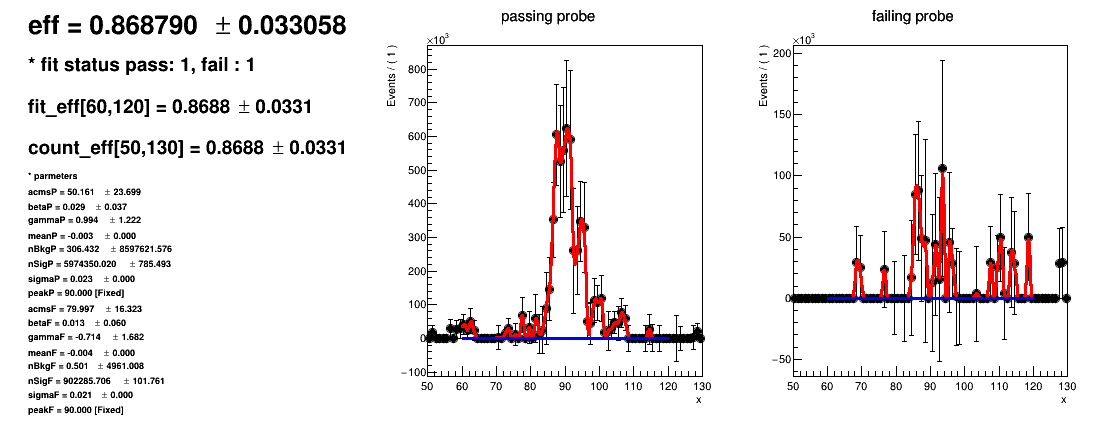 eff = 0.868790 ± 0.033058
* fit status pass: 1, fail : 1
fit_eff[60,120] = 0.8688 ± 0.0331
count_eff[50,130] = 0.8688 ± 0.0331
* parmeters
acmsP = 50.161 ± 23.699
betaP = 0.029 ± 0.037
gammaP = 0.994 ± 1.222
meanP = -0.003 ± 0.000
nBkgP = 306.432 ± 8597621.576
nSigP = 5974350.020 ± 785.493
sigmaP = 0.023 ± 0.000
peakP = 90.000 [Fixed]
acmsF = 79.997 ± 16.323
betaF = 0.013 ± 0.060
gammaF = -0.714 ± 1.682
meanF = -0.004 ± 0.000
nBkgF = 0.501 ± 4961.008
nSigF = 902285.706 ± 101.761
sigmaF = 0.021 ± 0.000
peakF = 90.000 [Fixed]
passing probe
×10³
Events / ( 1 )
800
700
600
500
400
300
200
100
0
−100
50 60 70 80 90 100 110 120 130
x
failing probe
×10³
Events / ( 1 )
200
150
100
50
0
−50
50 60 70 80 90 100 110 120 130
x